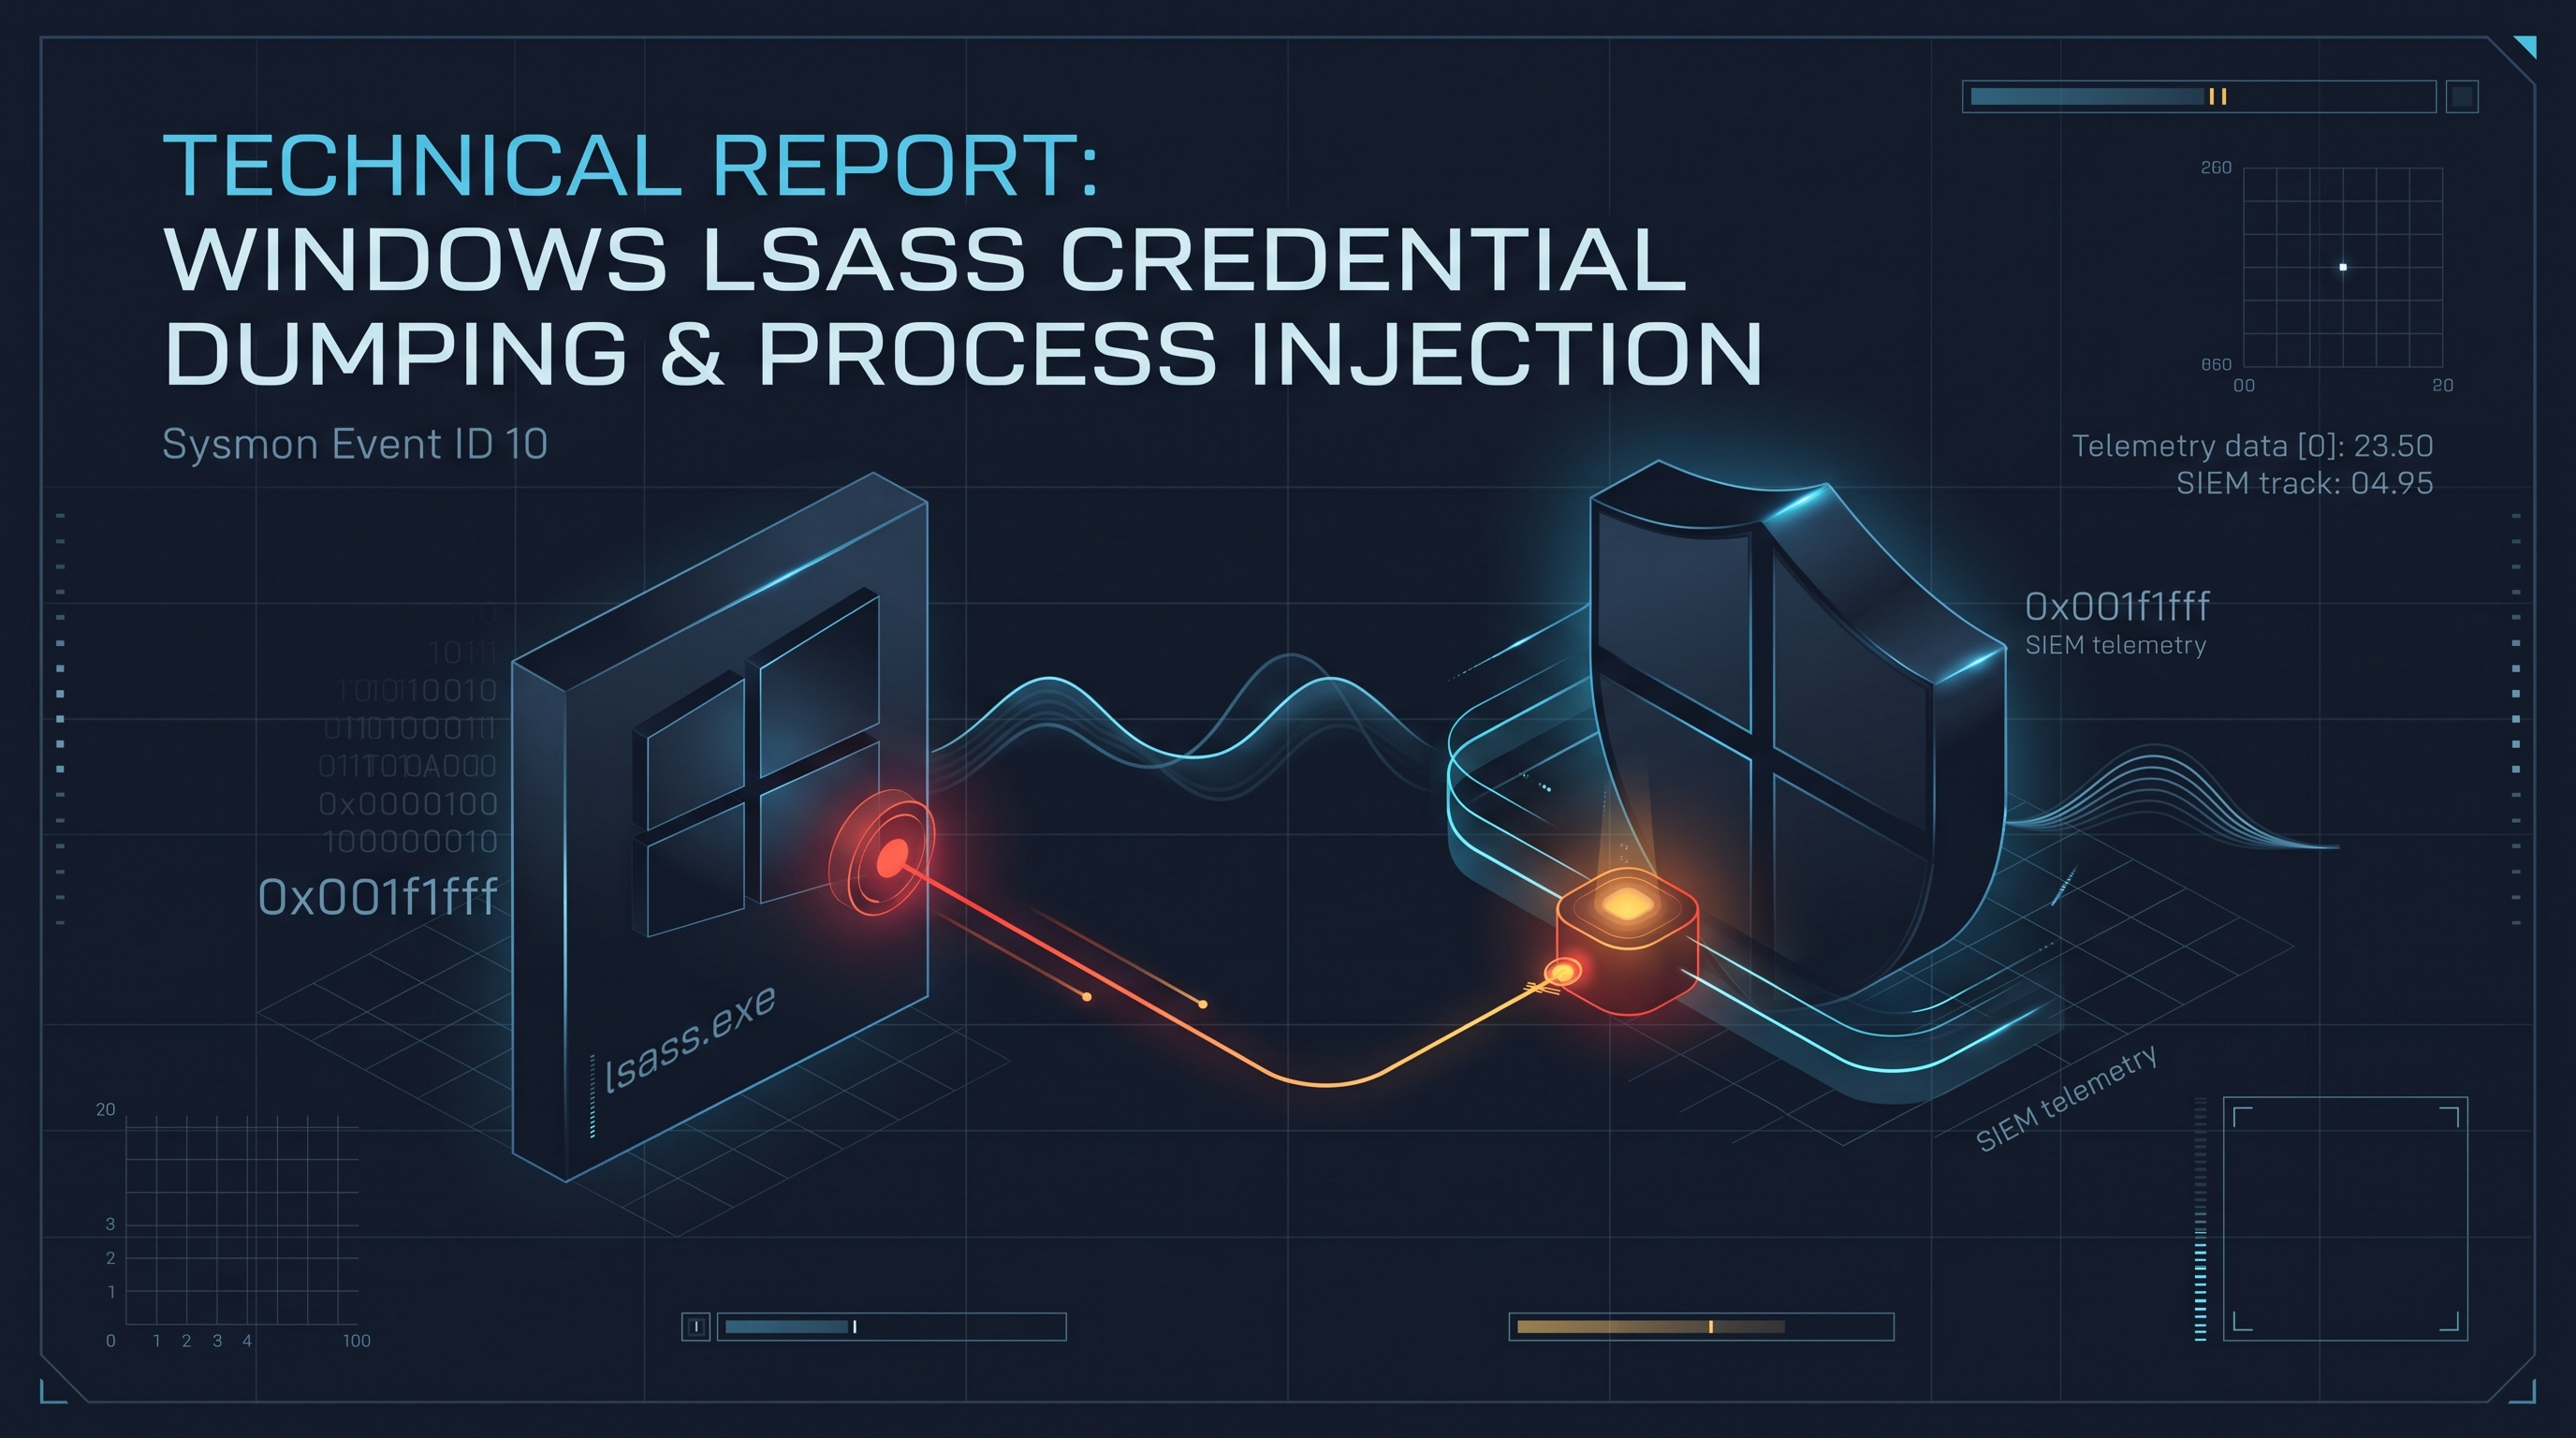 TECHNICAL REPORT:
WINDOWS LSASS CREDENTIAL
DUMPING & PROCESS INJECTION
Sysmon Event ID 10
260
860
00 20
Telemetry data [0]: 23.50
SIEM track: 04.95
0x001f1fff
SIEM telemetry
10111
0x0000100
100000010
0x001f1fff
lsass.exe
SIEM telemetry
20
3
2
1
0 1 2 3 4 100